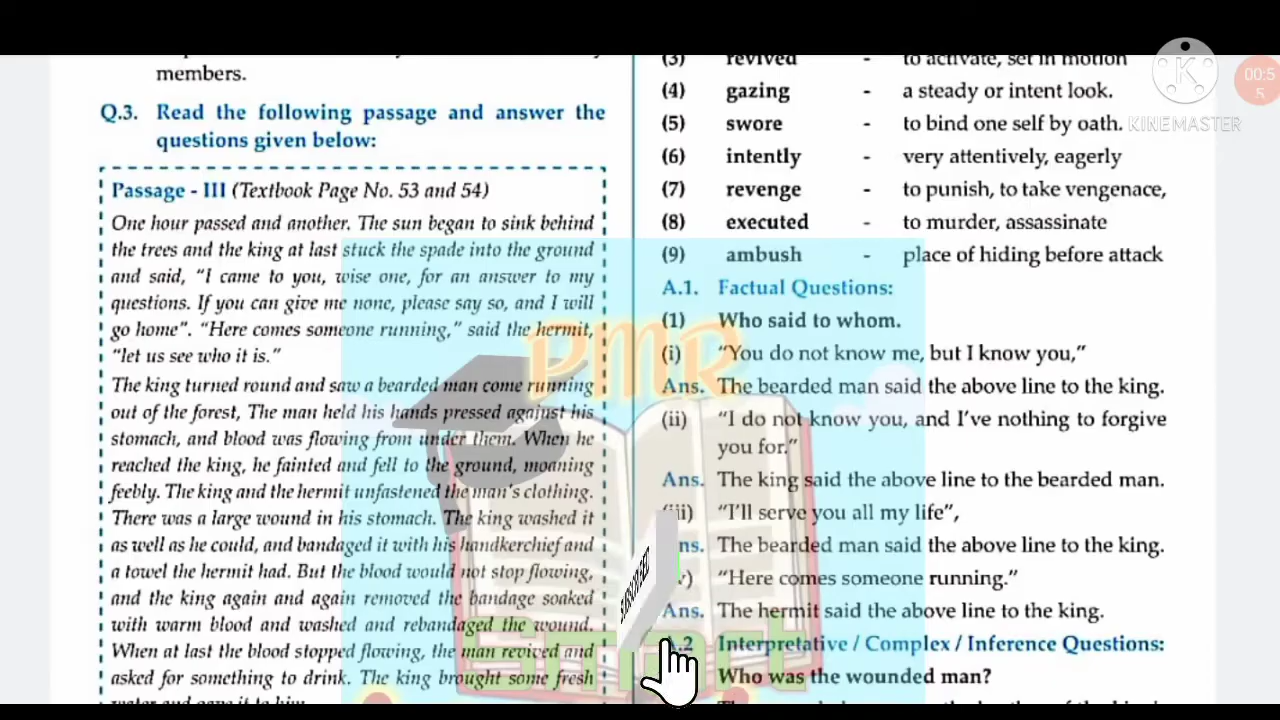 members.
Q.3. Read the following passage and answer the
questions given below:
Passage - III (Textbook Page No. 53 and 54)
One hour passed and another. The sun began to sink behind
the trees and the king at last stuck the spade into the ground
and said, “I came to you, wise one, for an answer to my
questions. If you can give me none, please say so, and I will
go home”. “Here comes someone running,” said the hermit,
“let us see who it is.”
The king turned round and saw a bearded man come running
out of the forest, The man held his hands pressed against his
stomach, and blood was flowing from under them. When he
reached the king, he fainted and fell to the ground, moaning
feebly. The king and the hermit unfastened the man's clothing.
There was a large wound in his stomach. The king washed it
as well as he could, and bandaged it with his handkerchief and
a towel the hermit had. But the blood would not stop flowing,
and the king again and again removed the bandage soaked
with warm blood and washed and rebandaged the wound.
When at last the blood stopped flowing, the man revived and
asked for something to drink. The king brought some fresh
water and gave it to him
(3) revived - to activate, set in motion
(4) gazing - a steady or intent look.
(5) swore - to bind one self by oath.
(6) intently - very attentively, eagerly
(7) revenge - to punish, to take vengenace,
(8) executed - to murder, assassinate
(9) ambush - place of hiding before attack
A.1. Factual Questions:
(1) Who said to whom.
(i) “You do not know me, but I know you,”
Ans. The bearded man said the above line to the king.
(ii) “I do not know you, and I've nothing to forgive
you for.”
Ans. The king said the above line to the bearded man.
(iii) “I'll serve you all my life”,
ns. The bearded man said the above line to the king.
v) “Here comes someone running.”
Ans. The hermit said the above line to the king.
A.2 Interpretative / Complex / Inference Questions:
Who was the wounded man?
K
KINEMASTER
00:5
5
PMR
Smart
SUBSCRIBED